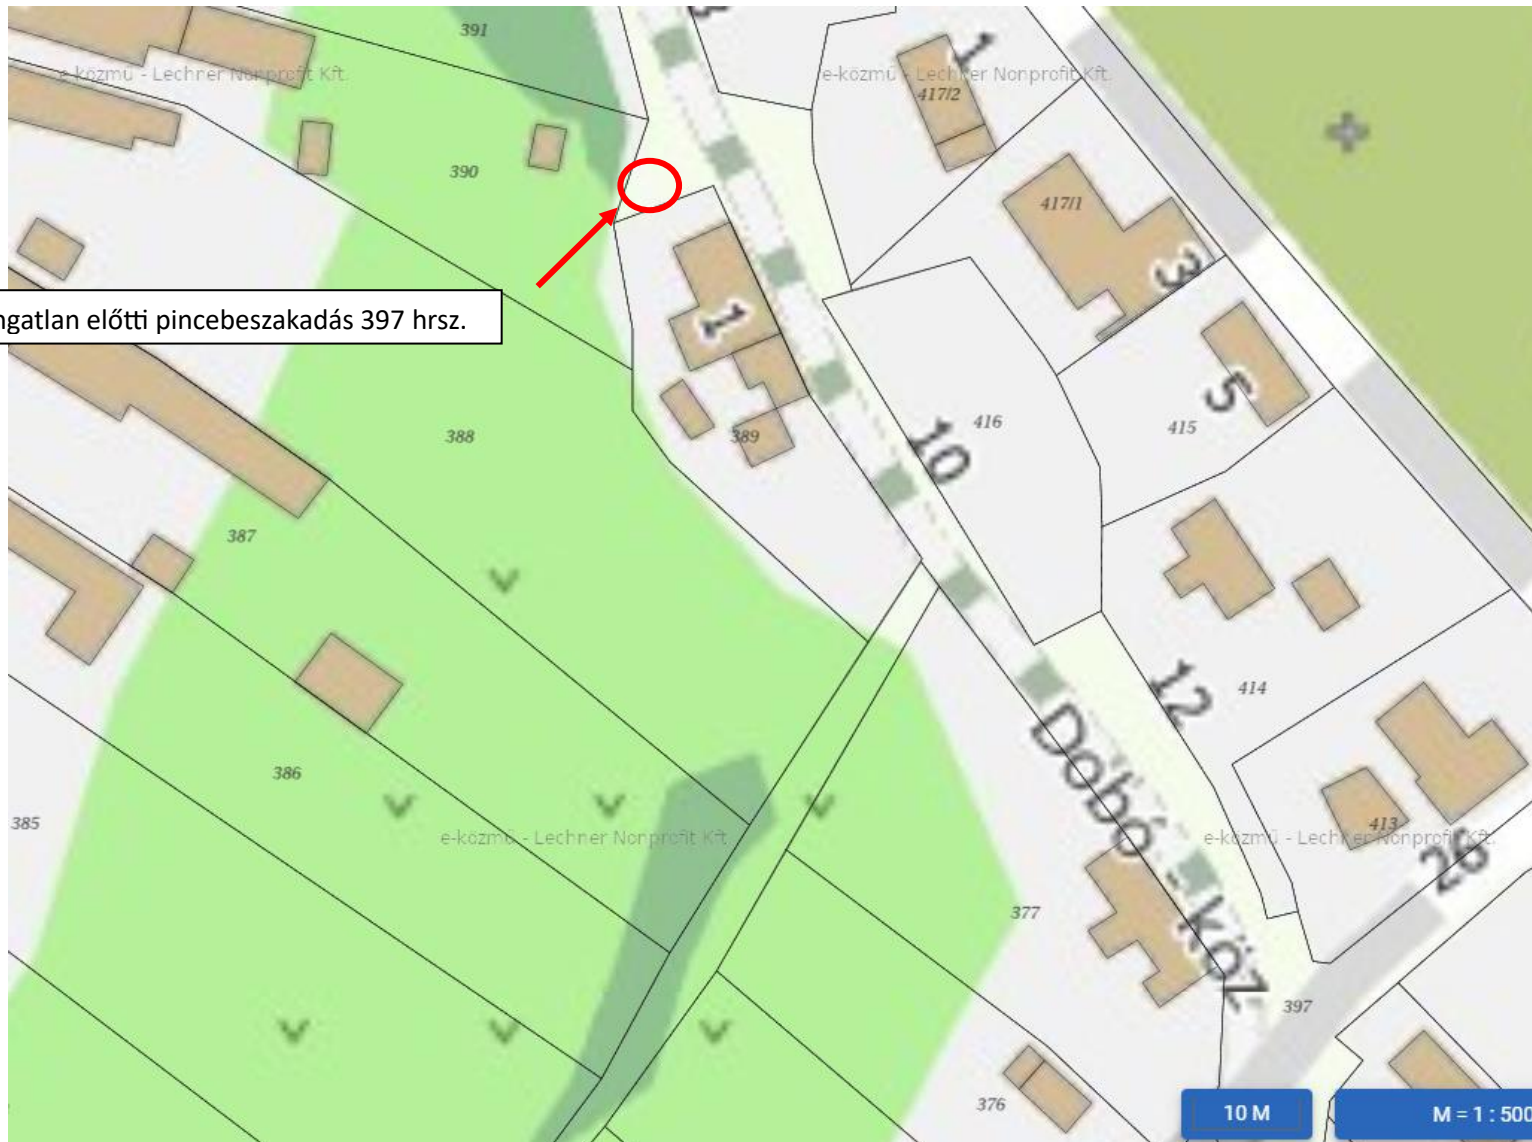 391
e-közmű - Lechner Nonprofit Kft.
e-közmű - Lechner Nonprofit Kft.
1
417/2
390
417/1
3
ngatlan előtti pincebeszakadás 397 hrsz.
1
5
416
415
388
389
10
387
414
12
386
Dobó - köz
385
e-közmű - Lechner Nonprofit Kft.
e-közmű - Lechner Nonprofit Kft.
413
28
377
397
376
10 M
M = 1 : 500